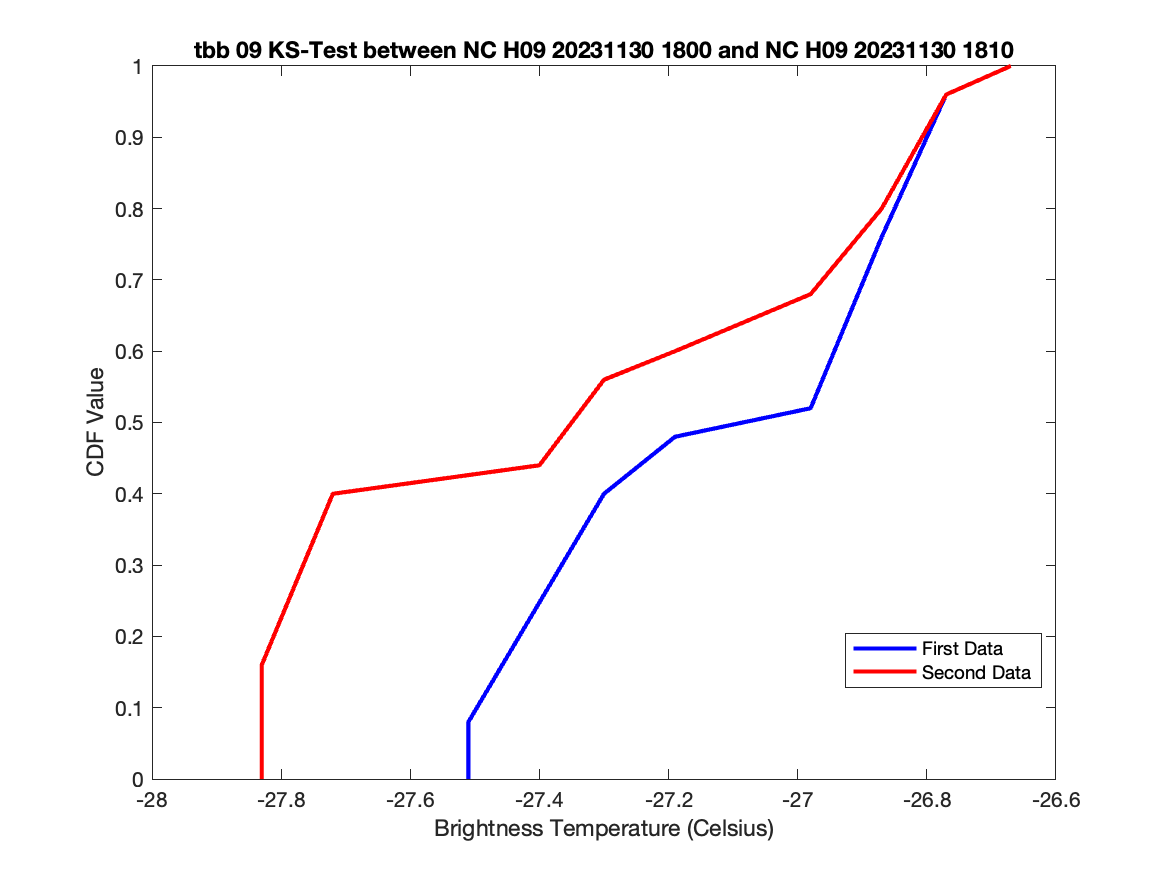 tbb 09 KS-Test between NC H09 20231130 1800 and NC H09 20231130 1810
1
0.9
0.8
0.7
0.6
0.5
0.4
0.3
0.2
0.1
0
CDF Value
First Data
Second Data
-28 -27.8 -27.6 -27.4 -27.2 -27 -26.8 -26.6
Brightness Temperature (Celsius)